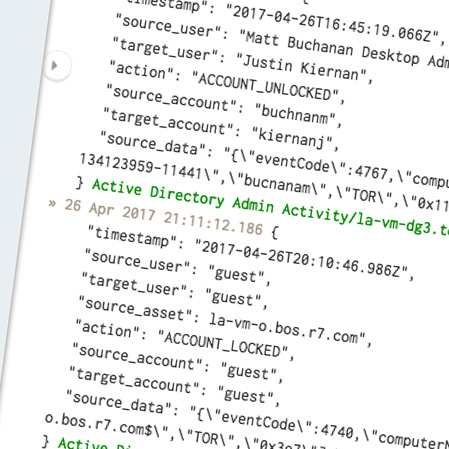 "timestamp": "2017-04-26T16:45:19.066Z",
"source_user": "Matt Buchanan Desktop Adm
"target_user": "Justin Kiernan",
"action": "ACCOUNT_UNLOCKED",
"source_account": "buchnanm",
"target_account": "kiernanj",
"source_data": "{\"eventCode\":4767,\"compu
134123959-11441\",\"bucnanam\",\"TOR\",\"0x11
} Active Directory Admin Activity/la-vm-dg3.to
» 26 Apr 2017 21:11:12.186 {
"timestamp": "2017-04-26T20:10:46.986Z",
"source_user": "guest",
"target_user": "guest",
"source_asset": la-vm-o.bos.r7.com",
"action": "ACCOUNT_LOCKED",
"source_account": "guest",
"target_account": "guest",
"source_data": "{\"eventCode\":4740,\"computerN
o.bos.r7.com$\",\"TOR\",\"0x3e7\"
} Active Di